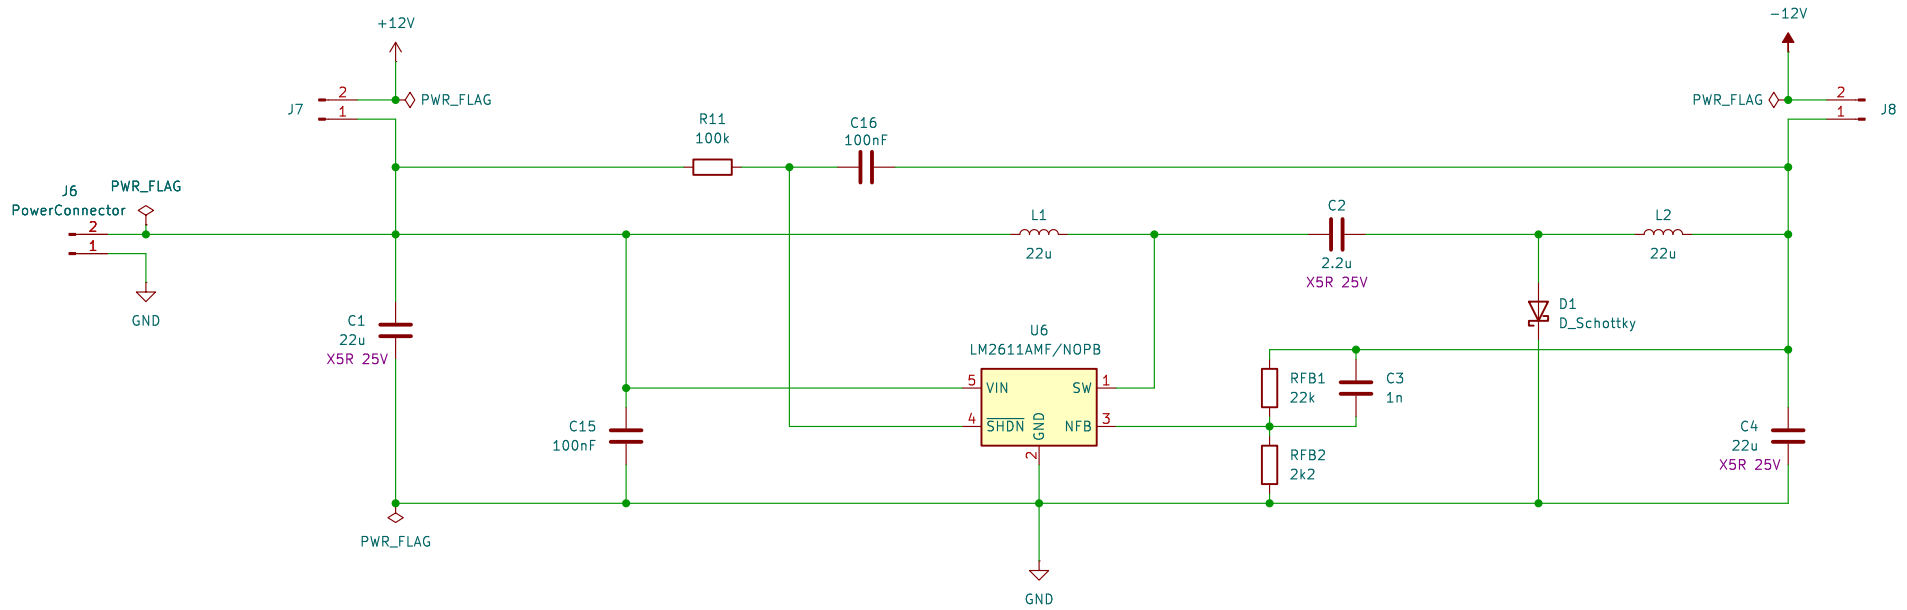 +12V
−12V
J7
2
1
PWR_FLAG
PWR_FLAG
2
1
J8
R11
100k
C16
100nF
J6
PowerConnector
PWR_FLAG
2
1
GND
L1
22u
C2
2.2u
X5R 25V
L2
22u
D1
D_Schottky
C1
22u
X5R 25V
U6
LM2611AMF/NOPB
5
VIN
SW
1
4
SHDN
GND
NFB
3
2
RFB1
22k
C3
1n
RFB2
2k2
C15
100nF
C4
22u
X5R 25V
PWR_FLAG
GND